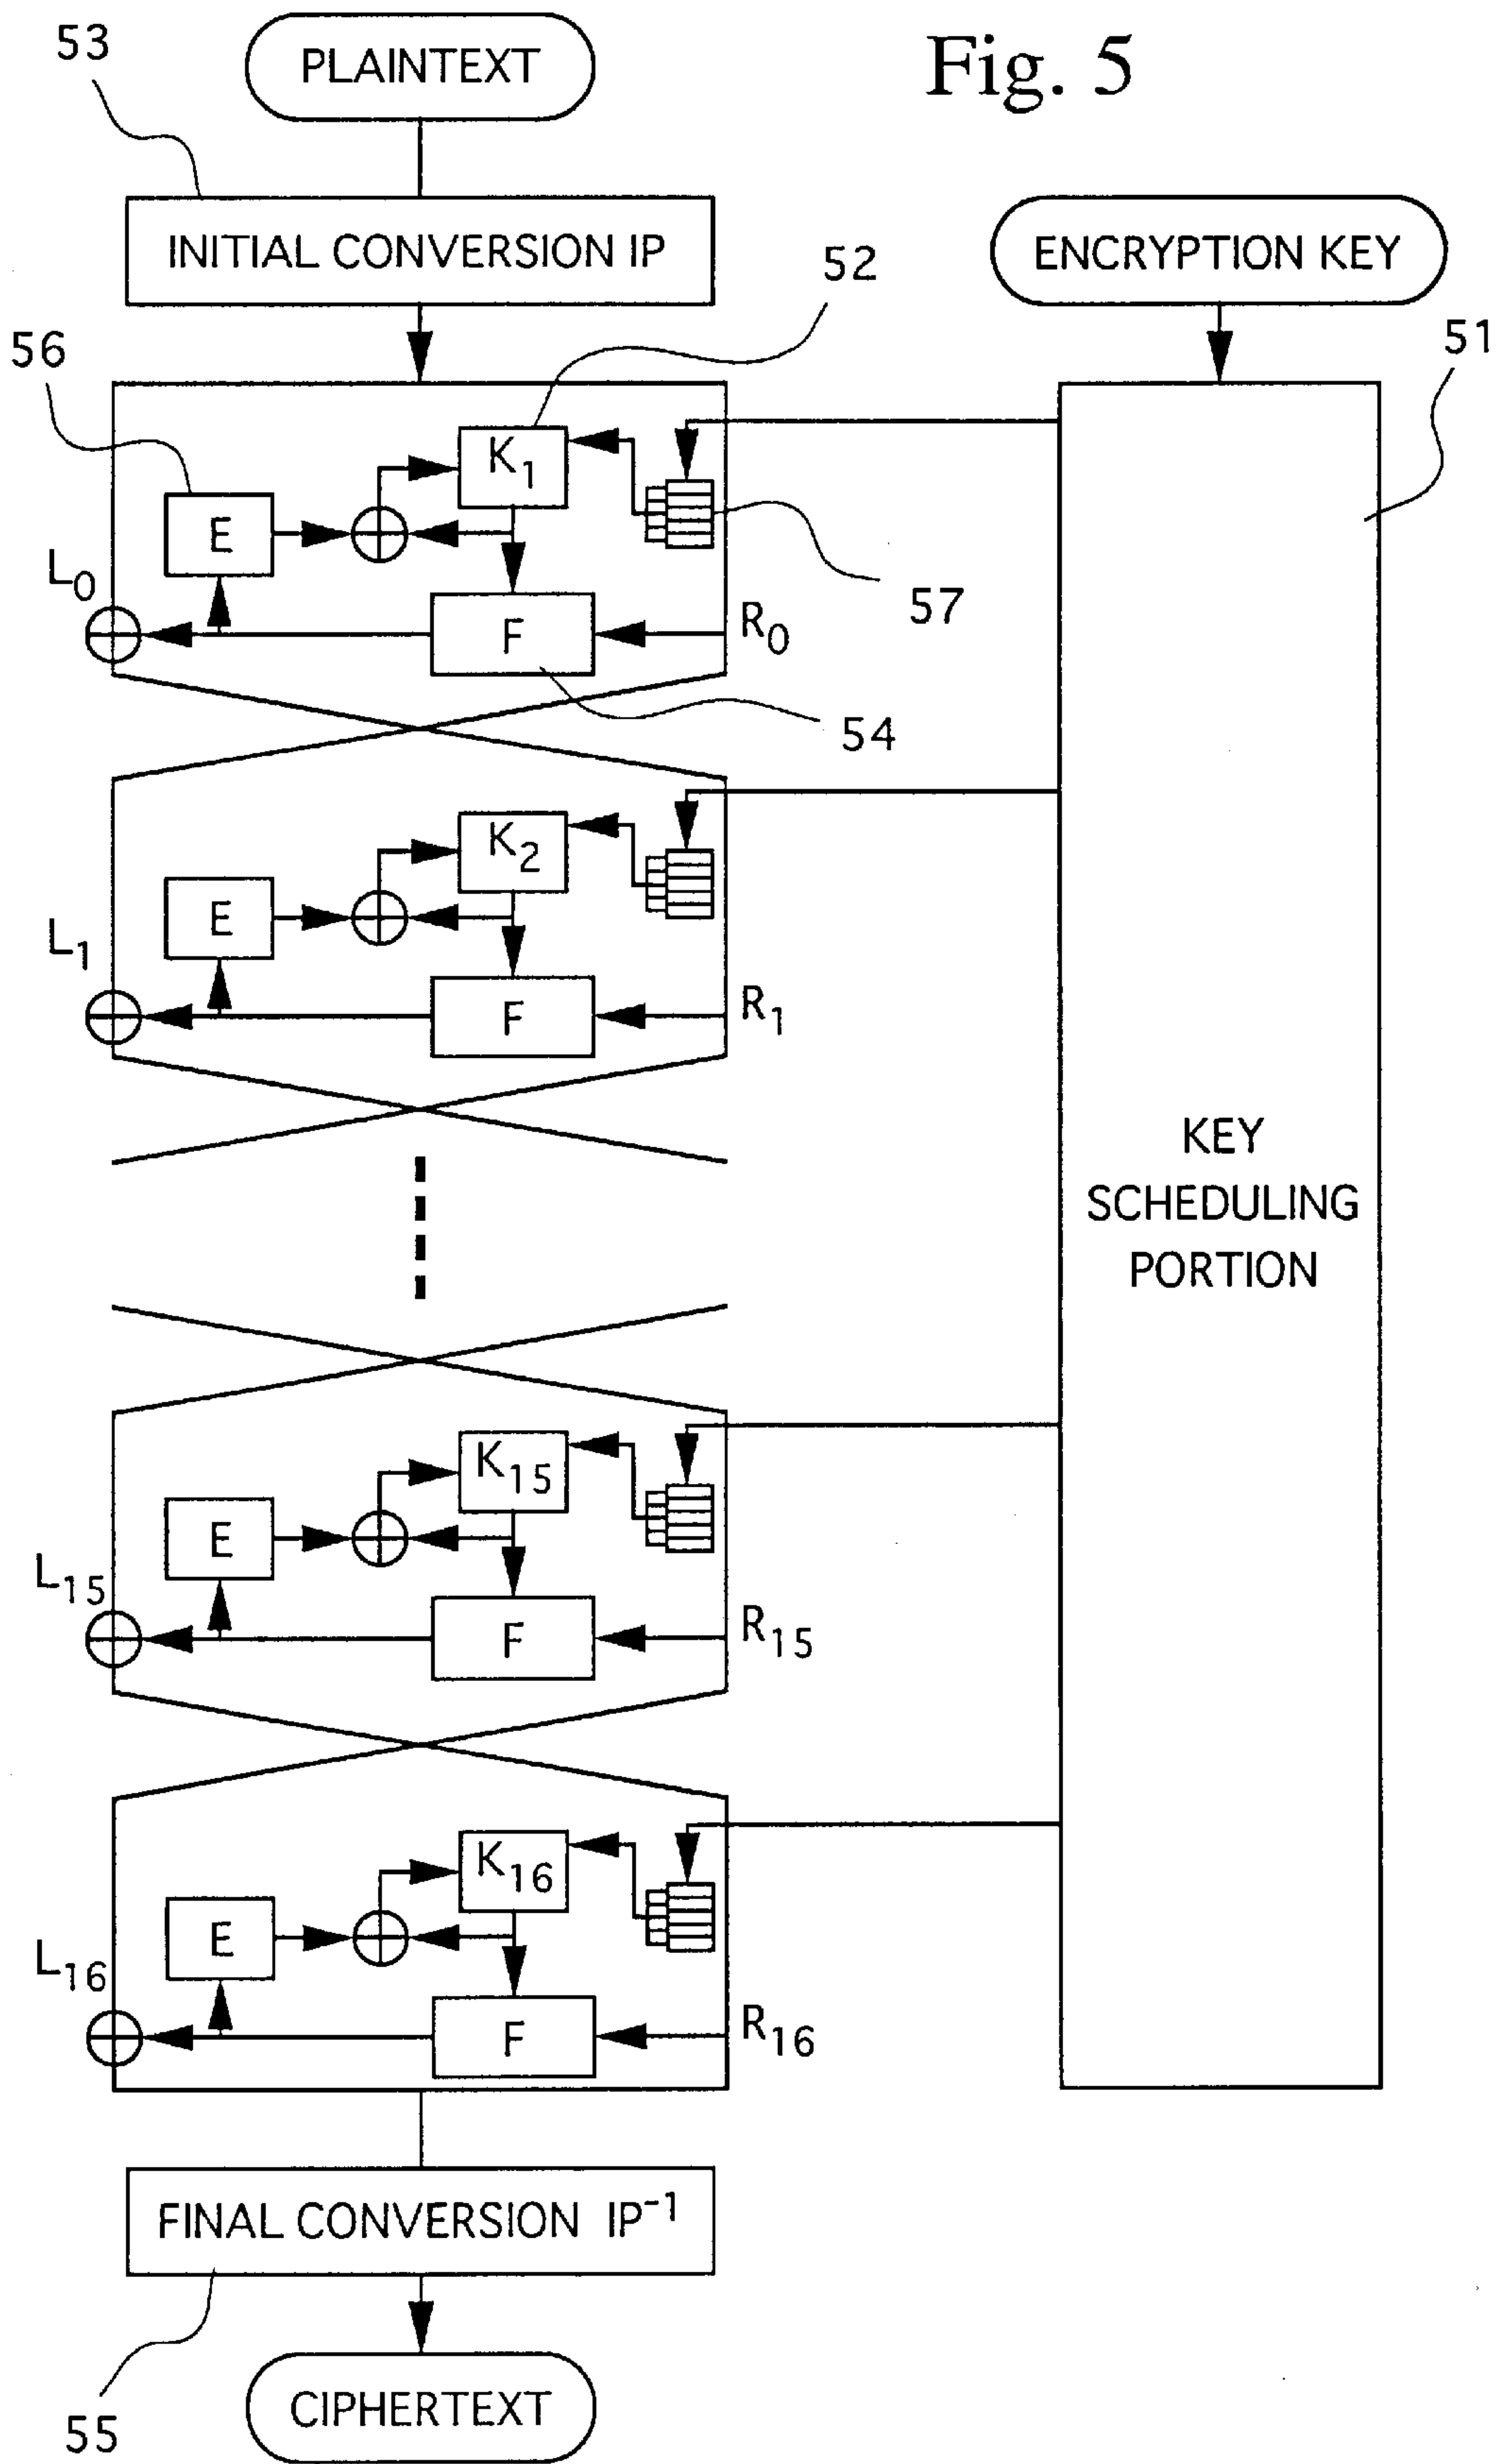 Fig. 5
53
PLAINTEXT
INITIAL CONVERSION IP
ENCRYPTION KEY
52
51
56
K₁
E
57
L₀
F
R₀
54
K₂
E
L₁
F
R₁
KEY
SCHEDULING
PORTION
K₁₅
E
L₁₅
F
R₁₅
K₁₆
E
L₁₆
F
R₁₆
FINAL CONVERSION IP⁻¹
55
CIPHERTEXT